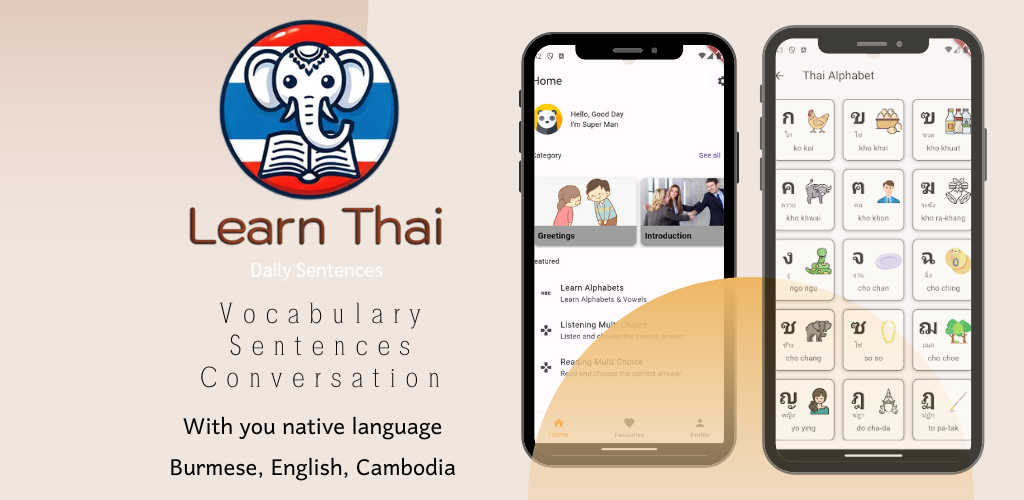 Learn Thai
Daily Sentences
Vocabulary
Sentences
Conversation
With you native language
Burmese, English, Cambodia
Home
Hello, Good Day
I'm Super Man
Category
See all
Greetings
Introduction
Featured
ABC
Learn Alphabets
Learn Alphabets & Vowels
Listening Multi Choice
Listen and choose the correct answer
Reading Multi Choice
Read and choose the correct answer
Home
Favourites
Profile
Thai Alphabet
ก ข ฃ
ไก่ ไข่ ขวด
ko kai kho khai kho khuat
ค ฅ ฆ
ควาย คน ระฆัง
kho khwai kho khon kho ra-khang
ง จ ฉ
งู จาน ฉิ่ง
ngo ngu cho chan cho ching
ช ซ ฌ
ช้าง โซ่ เฌอ
cho chang so so cho choe
ญ ฎ ฏ
หญิง ชฎา ปฏัก
yo ying do cha-da to pa-tak